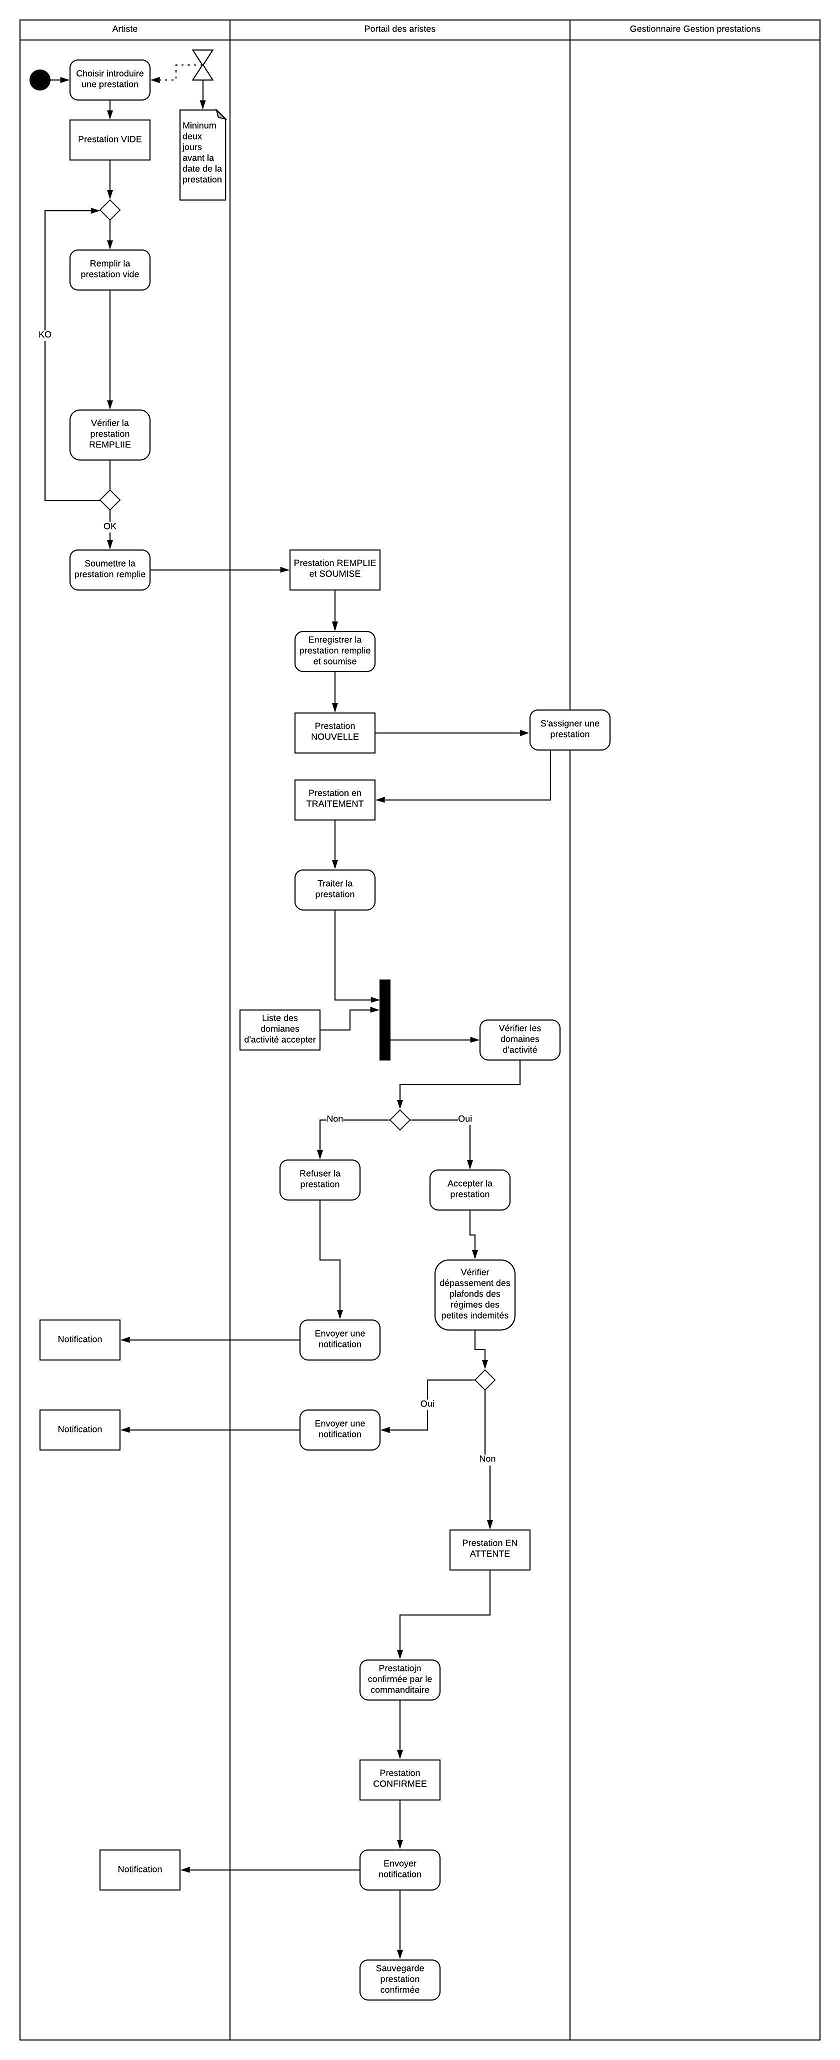 Artiste
Portail des aristes
Gestionnaire Gestion prestations
Choisir introduire
une prestation
Mininum
deux
jours
avant la
date de la
prestation
Prestation VIDE
Remplir la
prestation vide
KO
Vérifier la
prestation
REMPLIIE
OK
Soumettre la
prestation remplie
Prestation REMPLIE
et SOUMISE
Enregistrer la
prestation remplie
et soumise
Prestation
NOUVELLE
S'assigner une
prestation
Prestation en
TRAITEMENT
Traiter la
prestation
Liste des
domianes
d'activité accepter
Vérifier les
domaines
d'activité
Non
Oui
Refuser la
prestation
Accepter la
prestation
Vérifier
dépassement des
plafonds des
régimes des
petites indemités
Notification
Envoyer une
notification
Oui
Notification
Envoyer une
notification
Non
Prestation EN
ATTENTE
Prestatiojn
confirmée par le
commanditaire
Prestation
CONFIRMEE
Notification
Envoyer
notification
Sauvegarde
prestation
confirmée